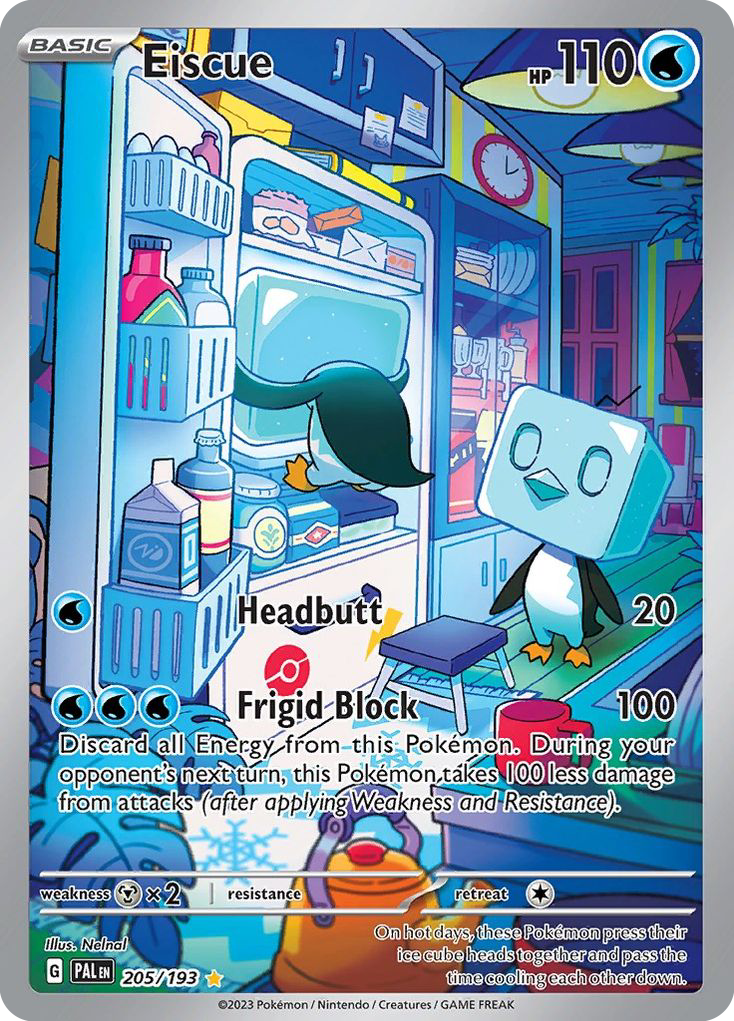 BASIC Eiscue HP 110
Headbutt 20
Frigid Block 100
Discard all Energy from this Pokémon. During your
opponent's next turn, this Pokémon takes 100 less damage
from attacks (after applying Weakness and Resistance).
weakness ×2 resistance retreat
Illus. Nelnal
On hot days, these Pokémon press their
ice cube heads together and pass the
time cooling each other down.
G PAL EN 205/193
©2023 Pokémon / Nintendo / Creatures / GAME FREAK